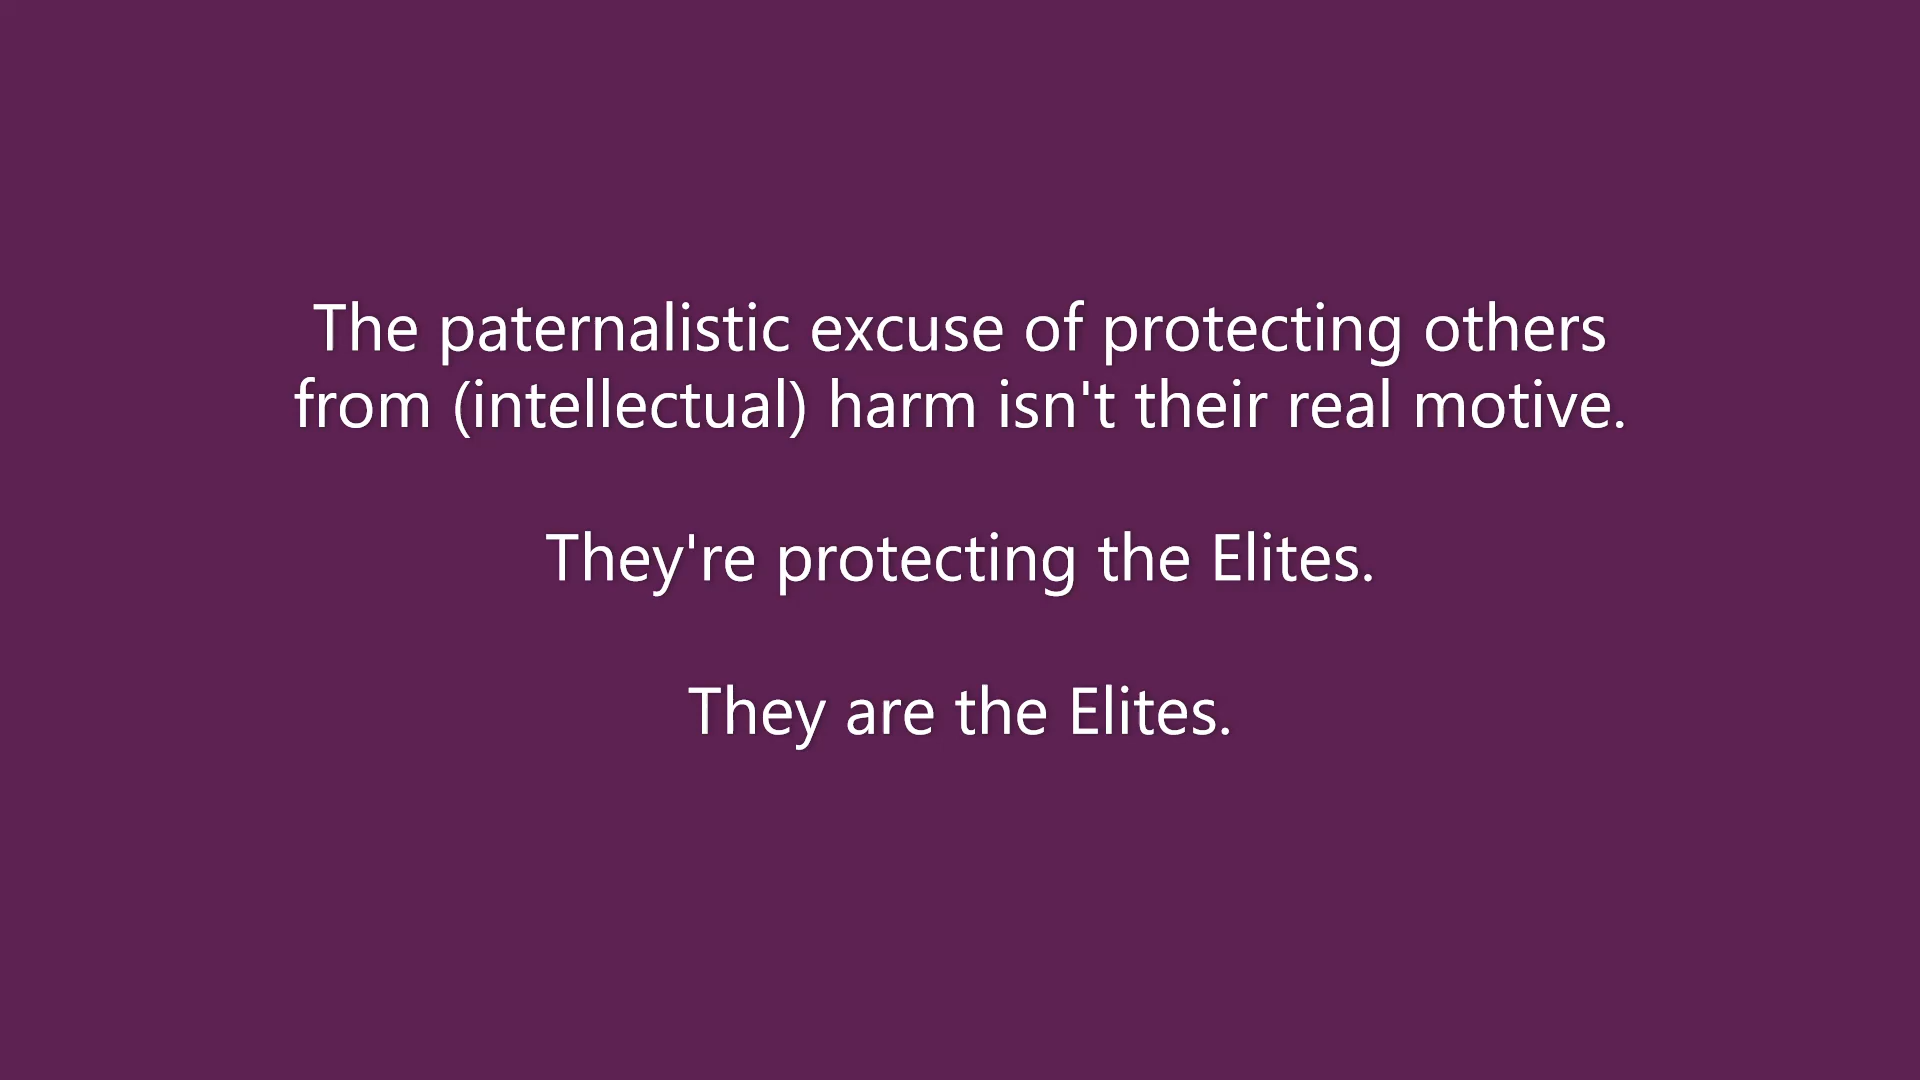 The paternalistic excuse of protecting others
from (intellectual) harm isn't their real motive.
They're protecting the Elites.
They are the Elites.